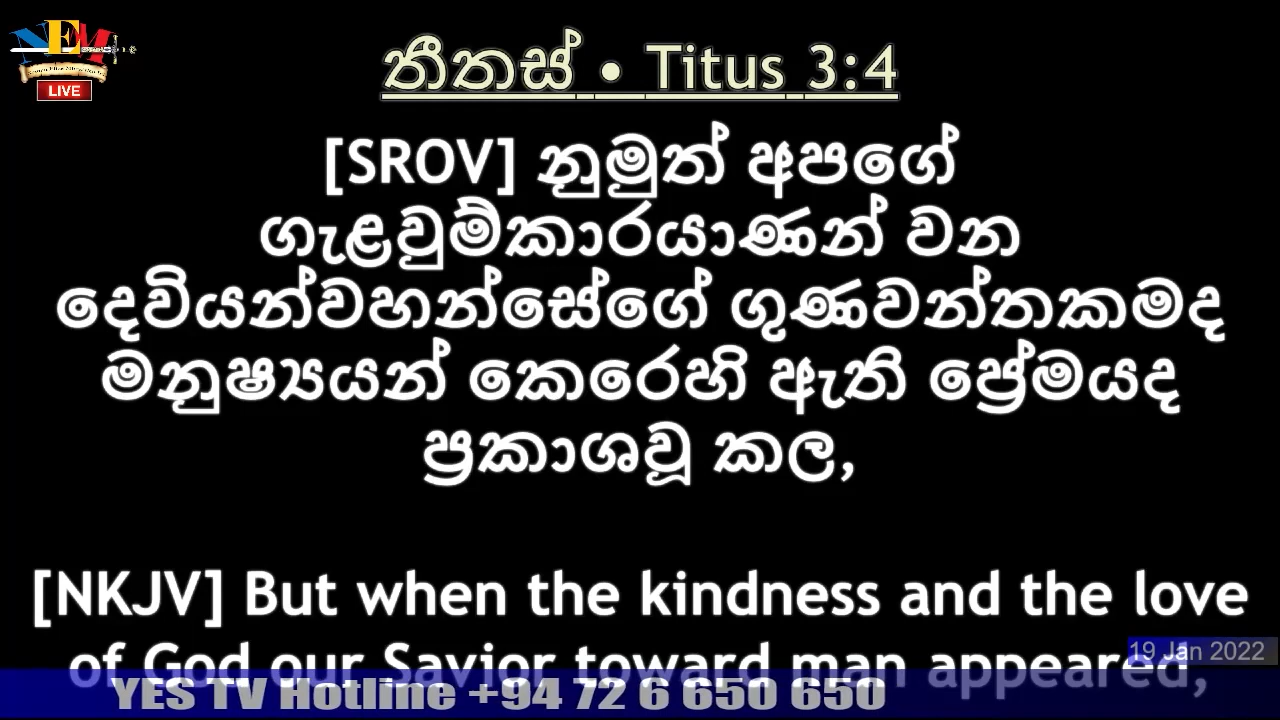 NEM
LIVE
තීතස් • Titus 3:4
[SROV] නුමුත් අපගේ
ගැළවුම්කාරයාණන් වන
දෙවියන්වහන්සේගේ ගුණවන්තකමද
මනුෂ්‍යයන් කෙරෙහි ඇති ප්‍රේමයද
ප්‍රකාශවූ කල,
[NKJV] But when the kindness and the love
of God our Savior toward man appeared,
19 Jan 2022
YES TV Hotline +94 72 6 650 650